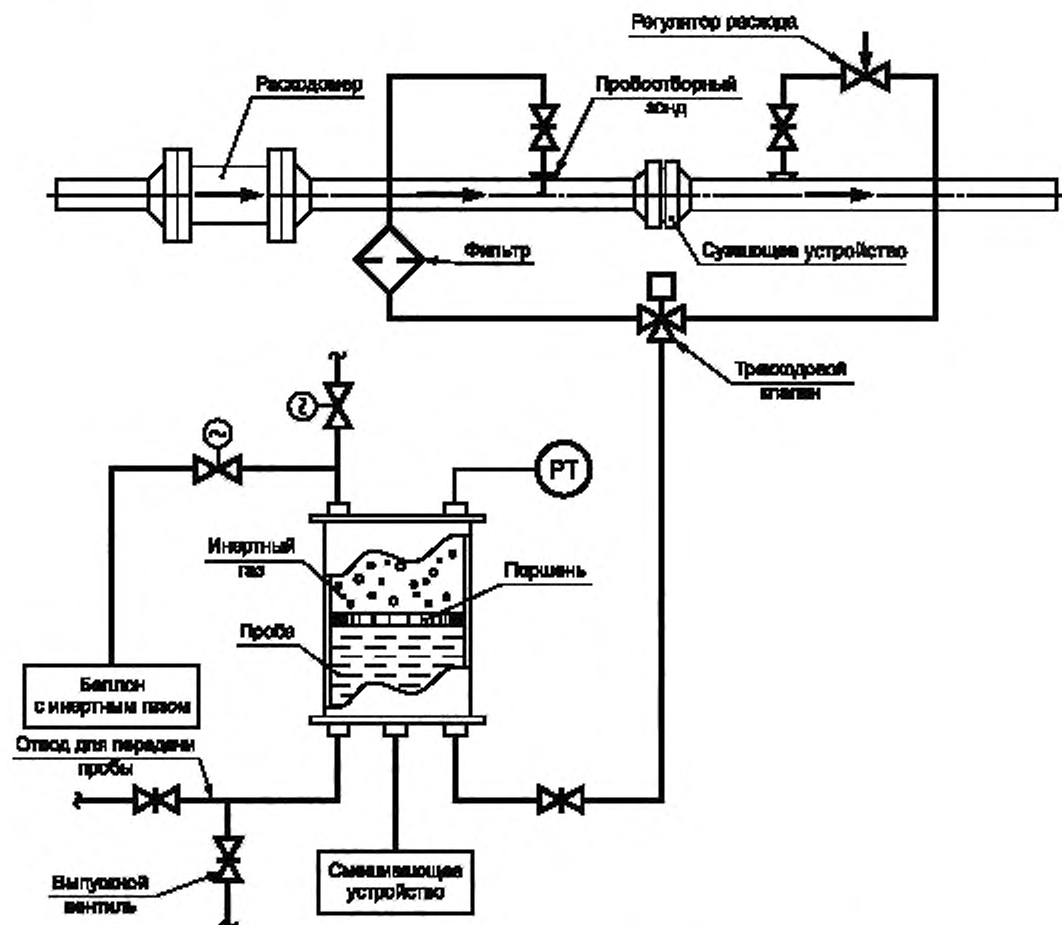 Регулятор расхода
Расходомер
Пробоотборный
зонд
Фильтр
Сужающее устройство
Трехходовой
клапан
PT
Инертный
газ
Поршень
Проба
Баллон
с инертным газом
Отвод для передачи
пробы
Смешивающее
устройство
Выпускной
вентиль